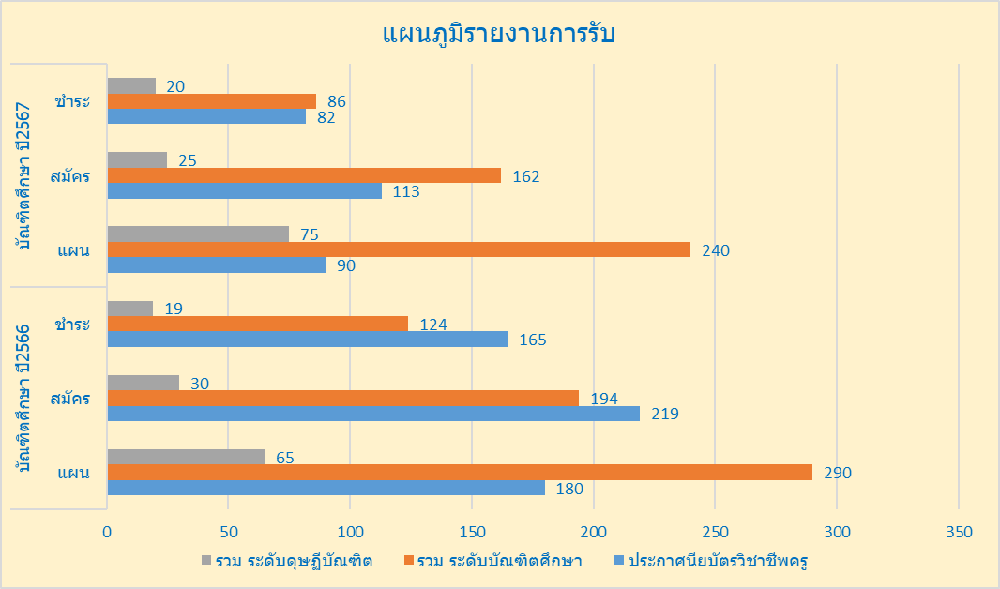 แผนภูมิรายงานการรับ
บัณฑิตศึกษา ปี2567
ชำระ
20
86
82
สมัคร
25
162
113
แผน
75
240
90
บัณฑิตศึกษา ปี2566
ชำระ
19
124
165
สมัคร
30
194
219
แผน
65
290
180
0 50 100 150 200 250 300 350
รวม ระดับดุษฏีบัณฑิต รวม ระดับบัณฑิตศึกษา ประกาศนียบัตรวิชาชีพครู